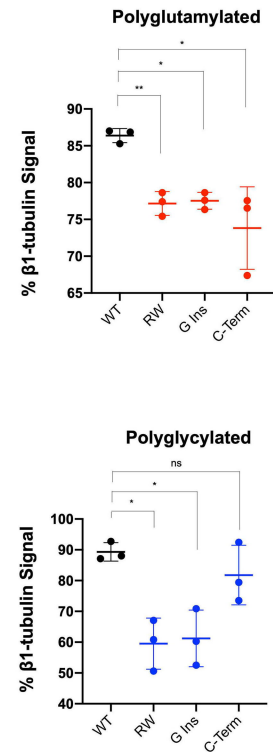 Polyglutamylated
*
*
**
% β1-tubulin Signal
90
85
80
75
70
65
WT
RW
G Ins
C-Term
Polyglycylated
ns
*
*
% β1-tubulin Signal
100
90
80
70
60
50
40
WT
RW
G Ins
C-Term